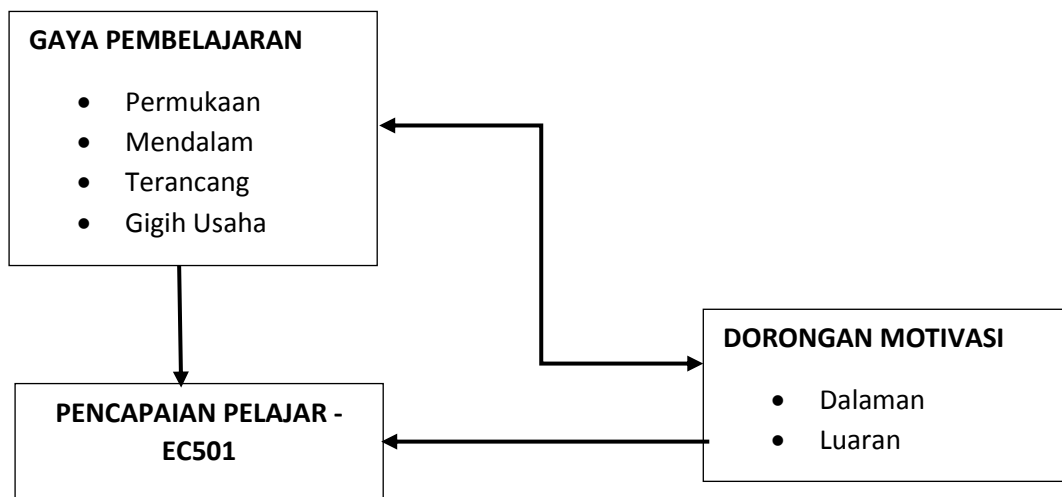 GAYA PEMBELAJARAN
• Permukaan
• Mendalam
• Terancang
• Gigih Usaha
DORONGAN MOTIVASI
• Dalaman
• Luaran
PENCAPAIAN PELAJAR -
EC501